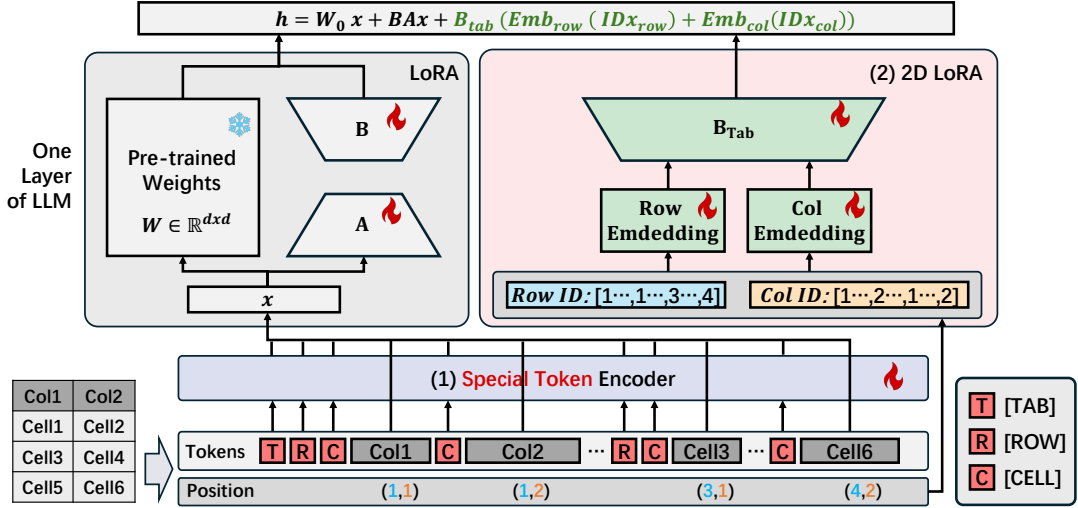 h = W₀ x + BAx + B_tab (Emb_row ( IDx_row) + Emb_col(IDx_col))
LoRA
(2) 2D LoRA
B
B_Tab
One
Layer
of LLM
Pre-trained
Weights
W ∈ ℝ^dxd
A
Row
Emdedding
Col
Emdedding
x
Row ID: [1⋯,1⋯,3⋯,4]
Col ID: [1⋯,2⋯,1⋯,2]
(1) Special Token Encoder
Col1 Col2
Cell1 Cell2
Cell3 Cell4
Cell5 Cell6
Tokens T R C Col1 C Col2 ⋯ R C Cell3 ⋯ C Cell6
Position (1,1) (1,2) (3,1) (4,2)
T [TAB]
R [ROW]
C [CELL]